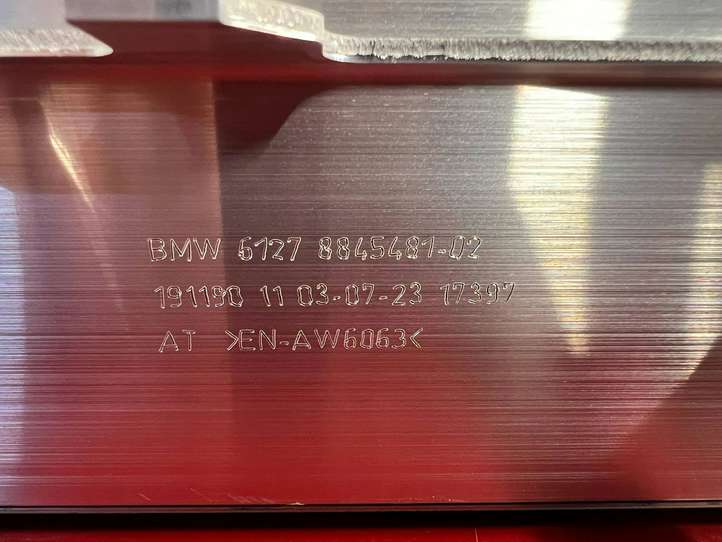 BMW 6127 8845481-02
191190 11 03-07-23 17397
AT >EN-AW6063<